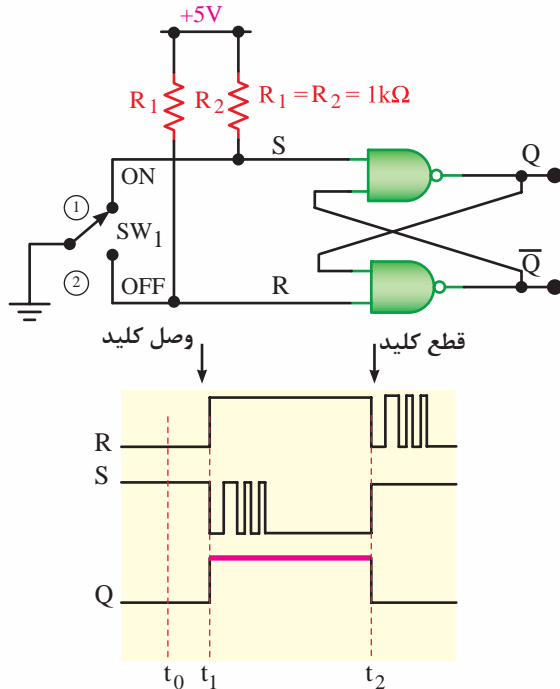 +5V
R₁ R₂ R₁ = R₂ = 1kΩ
S Q
ON
① SW₁
② Q̅
OFF R
وصل کلید قطع کلید
R
S
Q
t₀ t₁ t₂